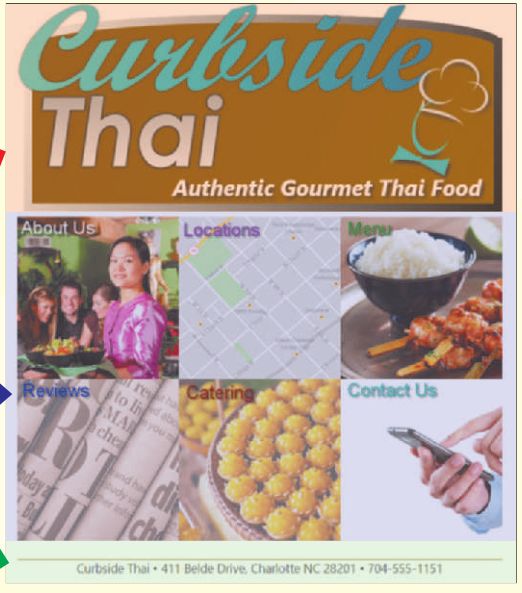 Curbside
Thai
Authentic Gourmet Thai Food
About Us
Locations
Menu
Reviews
Catering
Contact Us
Curbside Thai • 411 Belde Drive, Charlotte NC 28201 • 704-555-1151